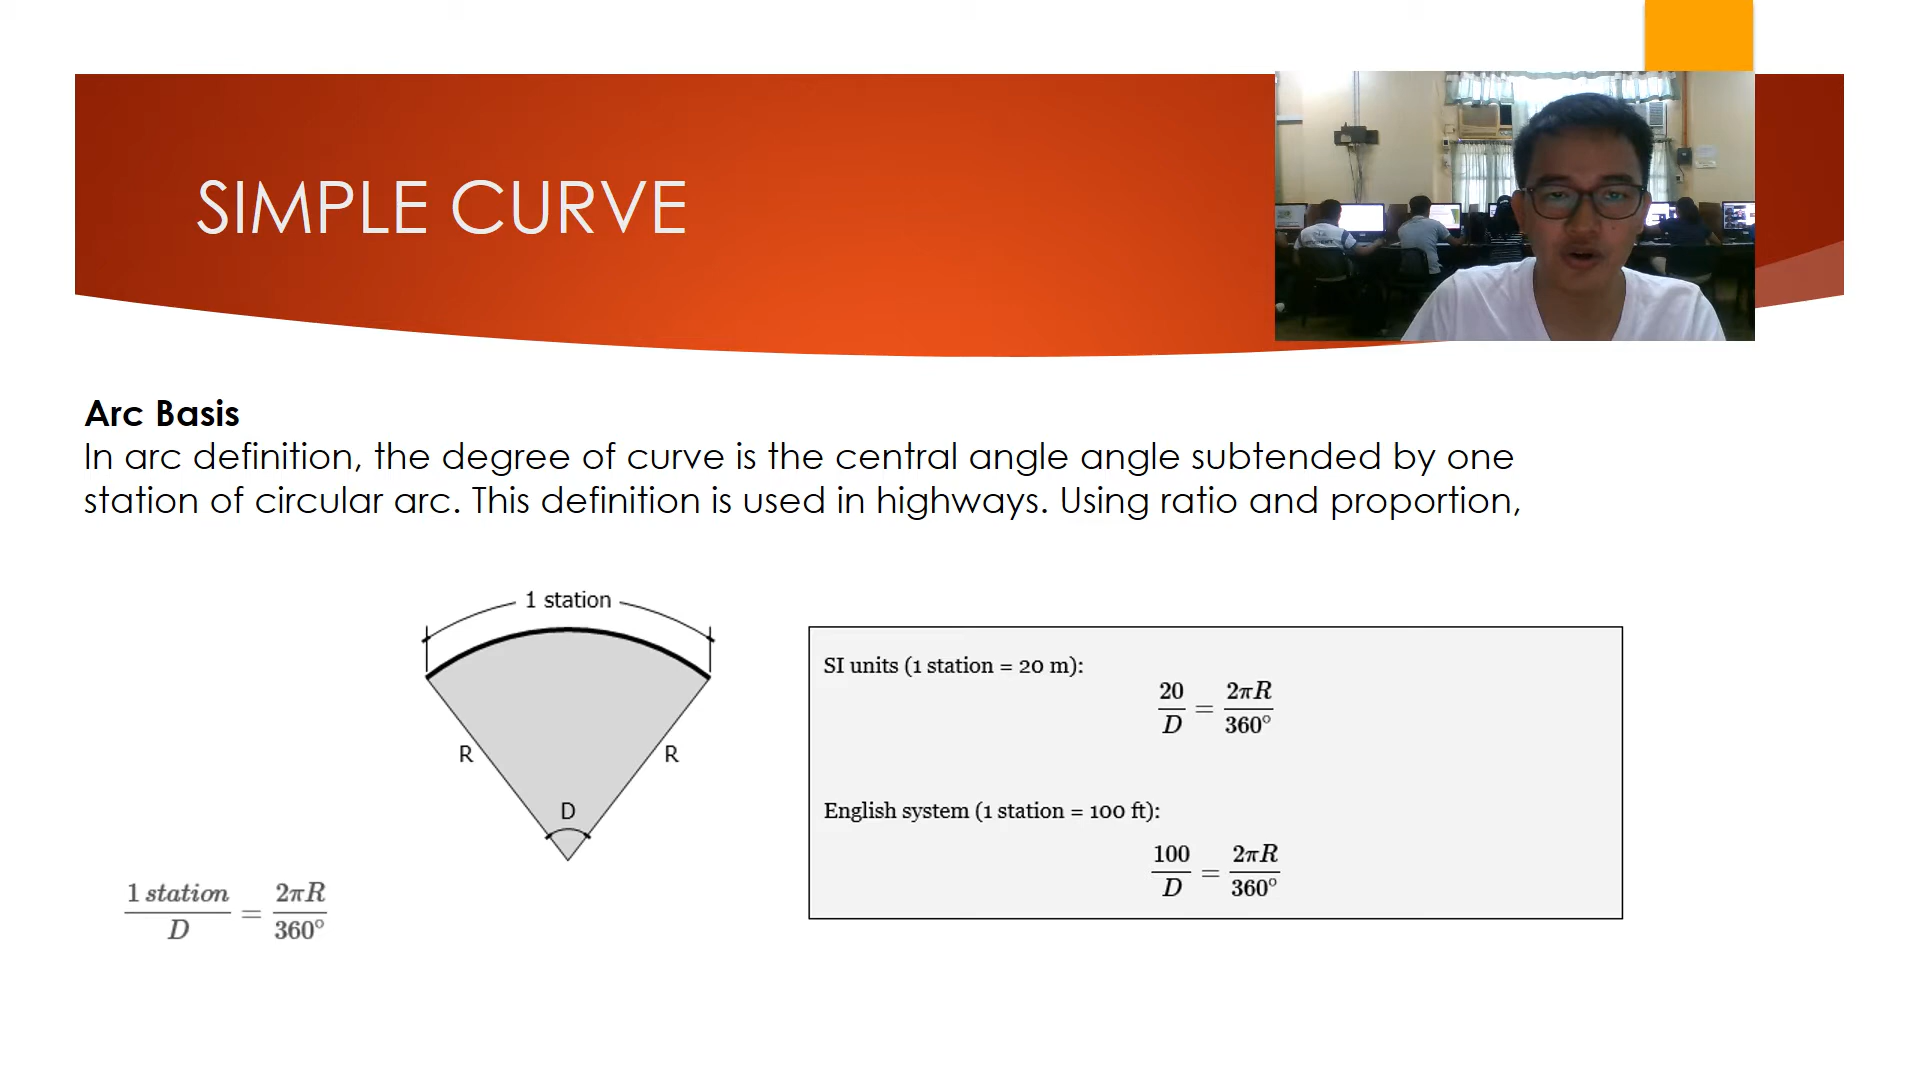 SIMPLE CURVE
Arc Basis
In arc definition, the degree of curve is the central angle angle subtended by one
station of circular arc. This definition is used in highways. Using ratio and proportion,
1 station
R
R
D
1 station / D = 2πR / 360°
SI units (1 station = 20 m):
20 / D = 2πR / 360°
English system (1 station = 100 ft):
100 / D = 2πR / 360°